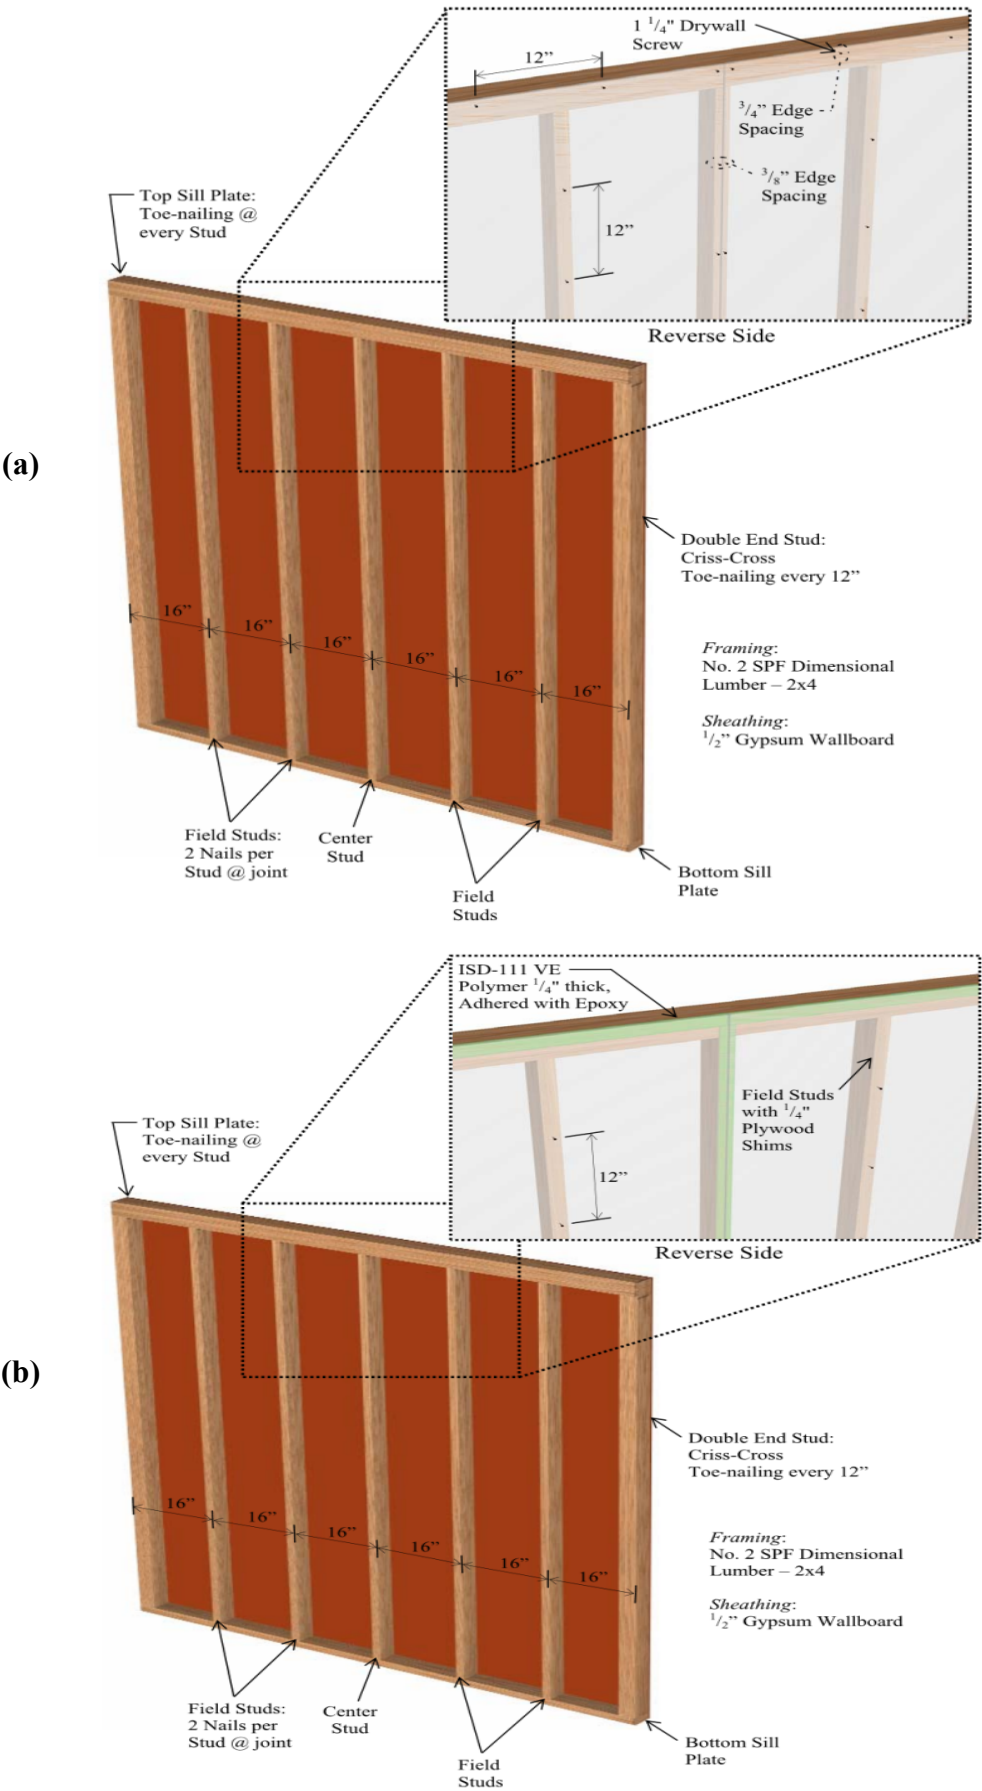 1 1/4" Drywall
Screw
12”
3/4” Edge
Spacing
3/8” Edge
Spacing
12”
Reverse Side
Top Sill Plate:
Toe-nailing @
every Stud
(a)
Double End Stud:
Criss-Cross
Toe-nailing every 12”
16”
16”
16”
16”
16”
16”
Framing:
No. 2 SPF Dimensional
Lumber – 2x4
Sheathing:
1/2” Gypsum Wallboard
Field Studs:
2 Nails per
Stud @ joint
Center
Stud
Field
Studs
Bottom Sill
Plate
ISD-111 VE
Polymer 1/4" thick,
Adhered with Epoxy
Field Studs
with 1/4"
Plywood
Shims
12”
Reverse Side
Top Sill Plate:
Toe-nailing @
every Stud
(b)
Double End Stud:
Criss-Cross
Toe-nailing every 12”
16”
16”
16”
16”
16”
16”
Framing:
No. 2 SPF Dimensional
Lumber – 2x4
Sheathing:
1/2” Gypsum Wallboard
Field Studs:
2 Nails per
Stud @ joint
Center
Stud
Field
Studs
Bottom Sill
Plate